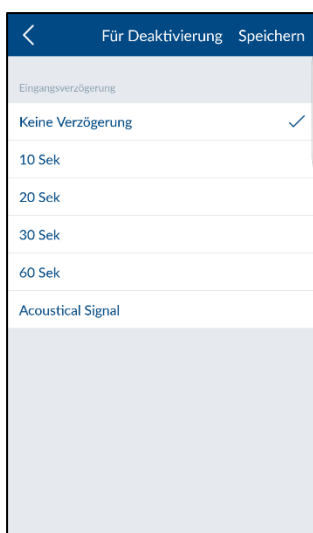 Für Deaktivierung Speichern
Eingangsverzögerung
Keine Verzögerung
10 Sek
20 Sek
30 Sek
60 Sek
Acoustical Signal